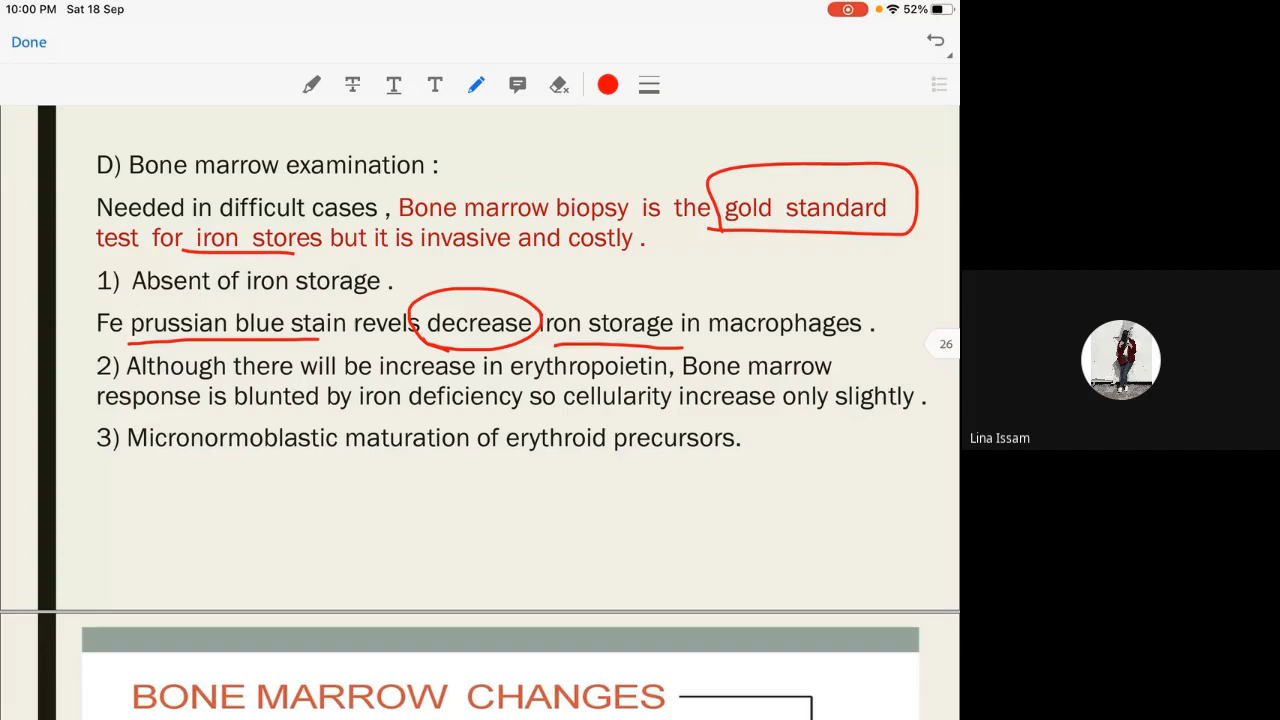 10:00 PM Sat 18 Sep
52%
Done
D) Bone marrow examination :
Needed in difficult cases , Bone marrow biopsy is the gold standard
test for iron stores but it is invasive and costly .
1) Absent of iron storage .
Fe prussian blue stain revels decrease iron storage in macrophages .
26
2) Although there will be increase in erythropoietin, Bone marrow
response is blunted by iron deficiency so cellularity increase only slightly .
3) Micronormoblastic maturation of erythroid precursors.
Lina Issam
BONE MARROW CHANGES